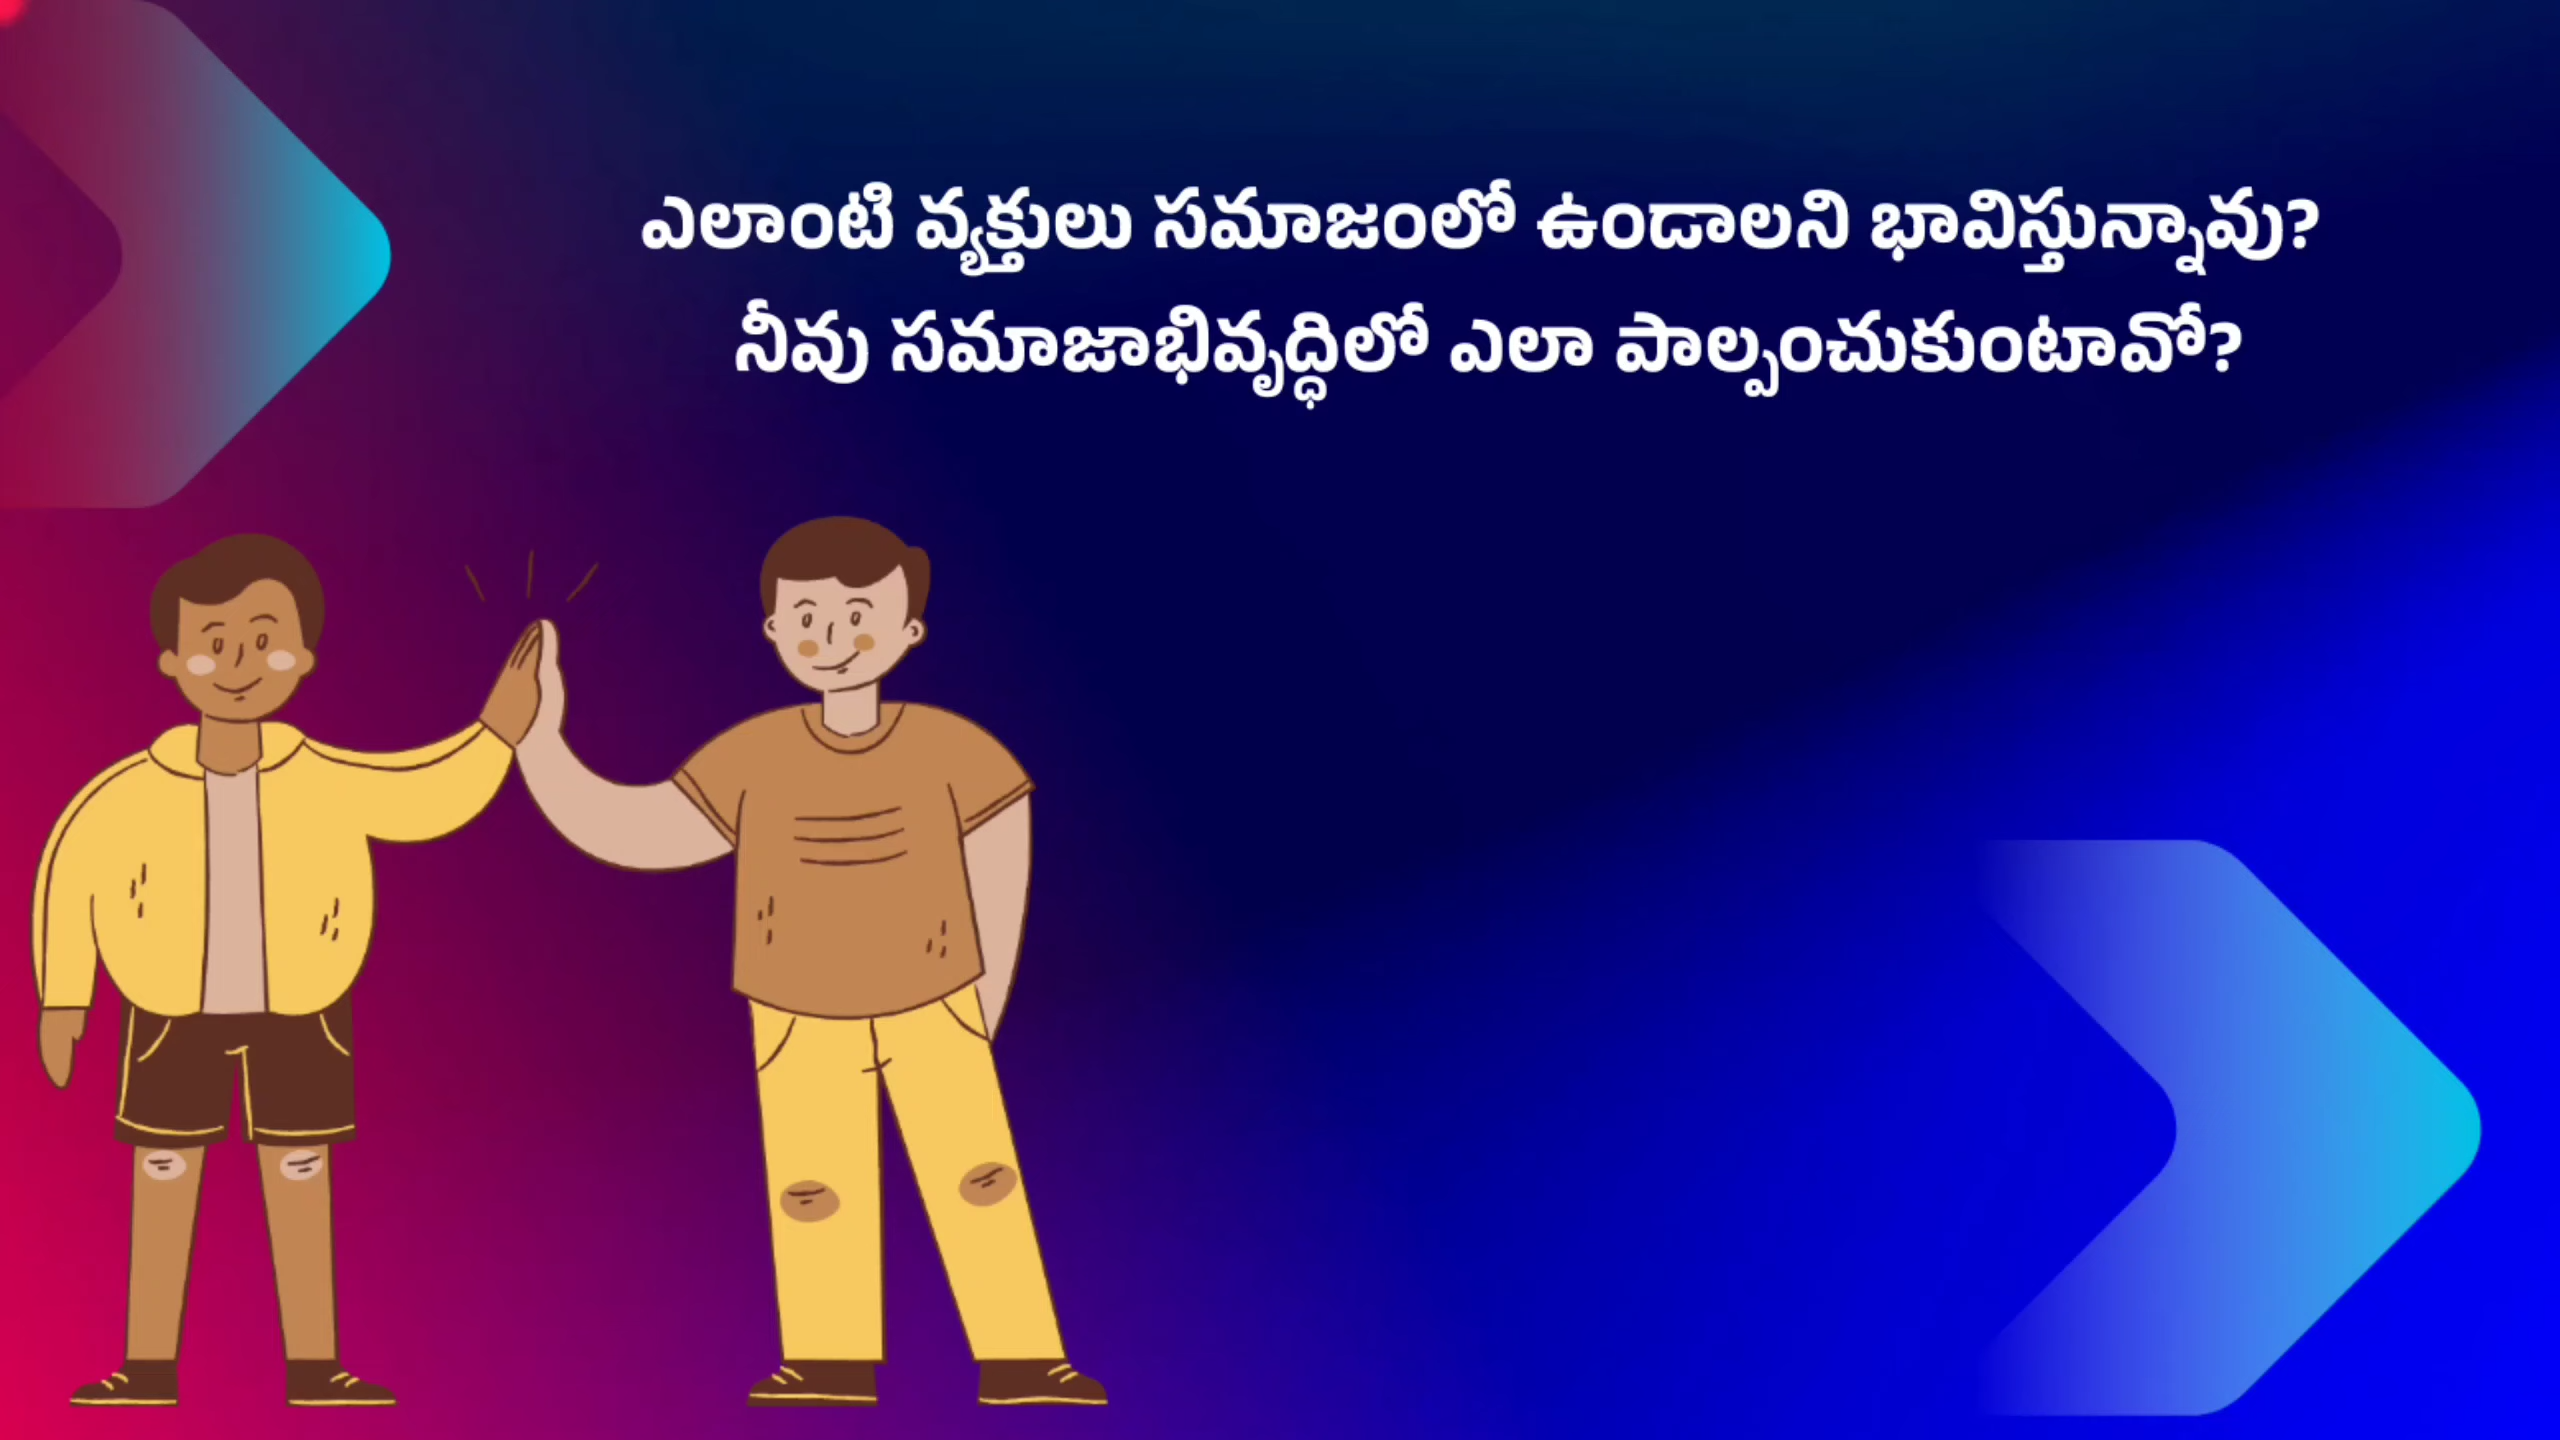 ఎలాంటి వ్యక్తులు సమాజంలో ఉండాలని భావిస్తున్నావు?
నీవు సమాజాభివృద్ధిలో ఎలా పాల్పంచుకుంటావో?